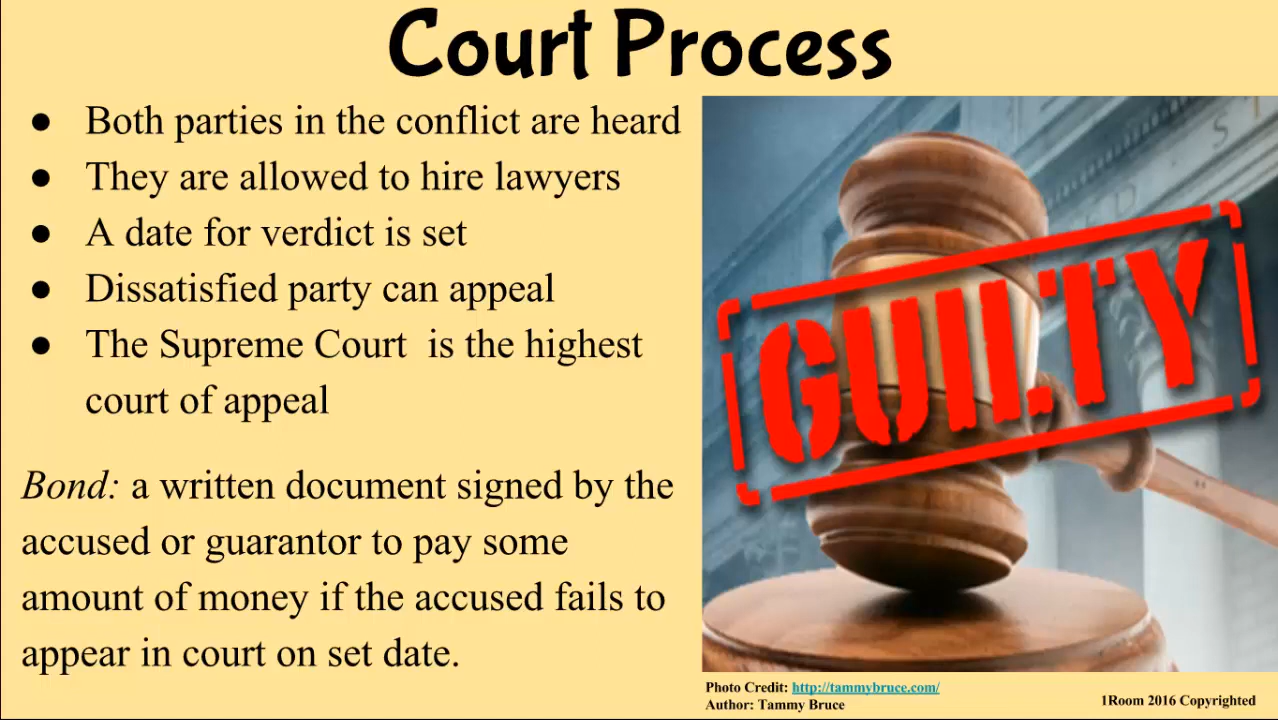 Court Process
● Both parties in the conflict are heard
● They are allowed to hire lawyers
● A date for verdict is set
● Dissatisfied party can appeal
● The Supreme Court  is the highest
court of appeal
Bond: a written document signed by the
accused or guarantor to pay some
amount of money if the accused fails to
appear in court on set date.
GUILTY
Photo Credit: http://tammybruce.com/
Author: Tammy Bruce
1Room 2016 Copyrighted